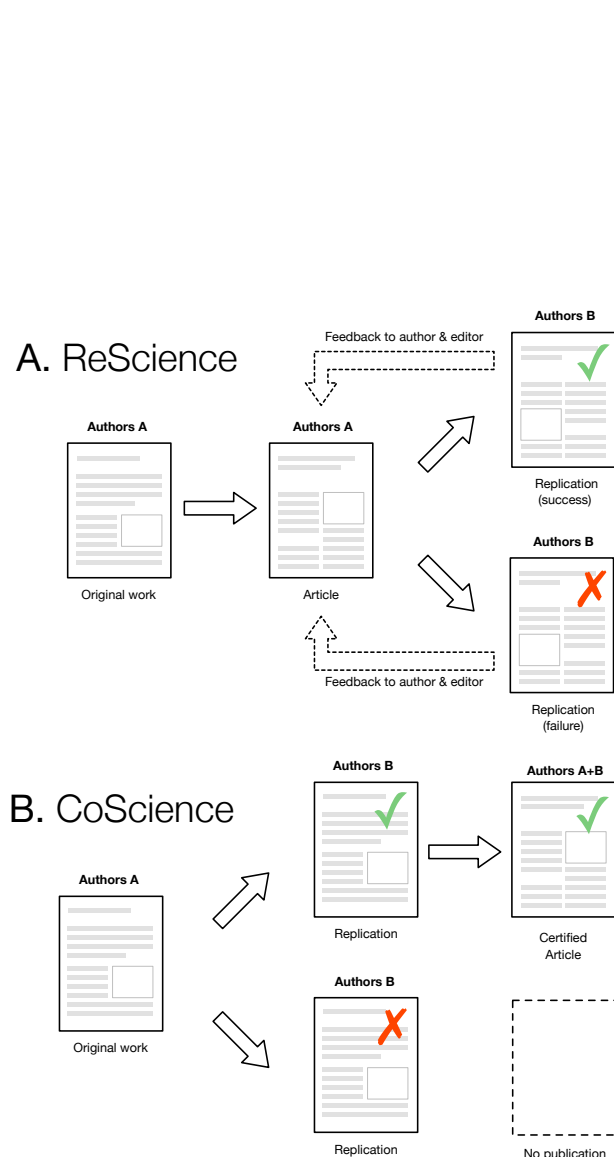 Authors B
A. ReScience
Feedback to author & editor
Authors A
Authors A
Replication
(success)
Authors B
Original work
Article
Feedback to author & editor
Replication
(failure)
Authors B
Authors A+B
B. CoScience
Authors A
Replication
Certified
Article
Authors B
Original work
Replication
No publication